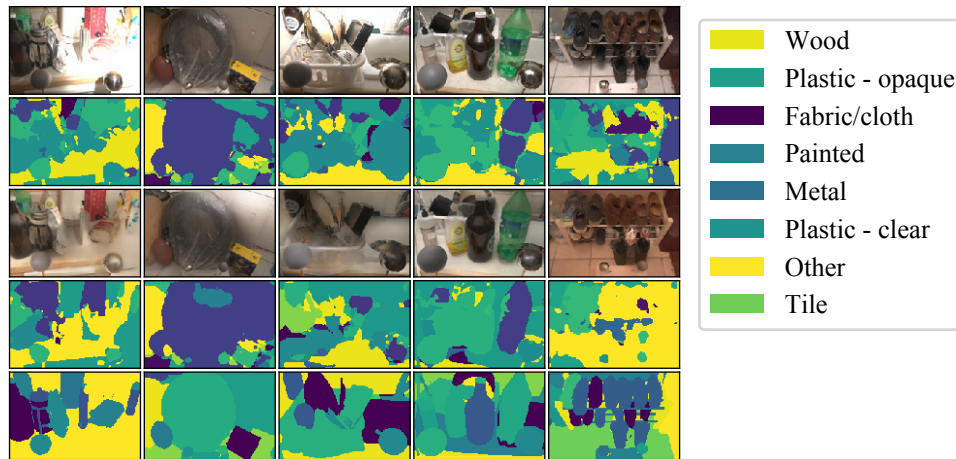 Wood
Plastic - opaque
Fabric/cloth
Painted
Metal
Plastic - clear
Other
Tile